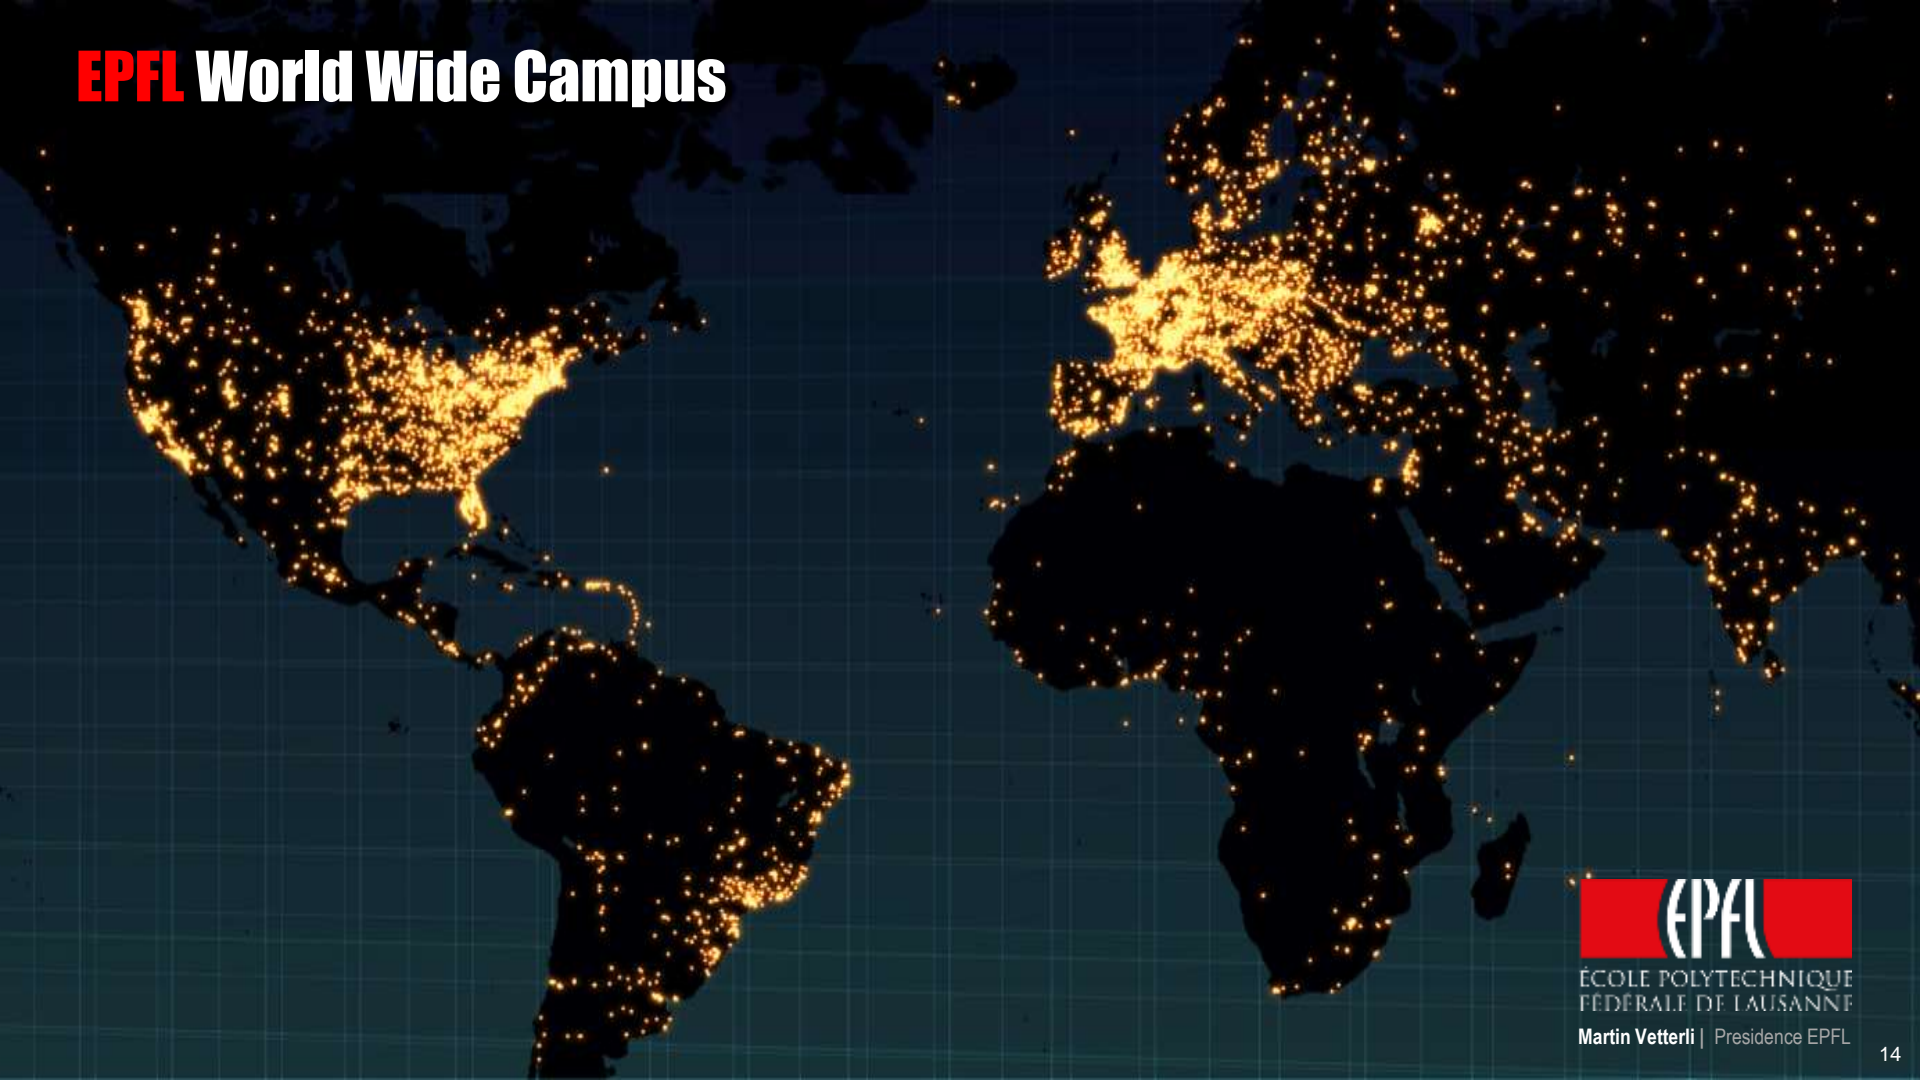 EPFL World Wide Campus
EPFL
ÉCOLE POLYTECHNIQUE
FÉDÉRALE DE LAUSANNE
Martin Vetterli | Presidence EPFL
14